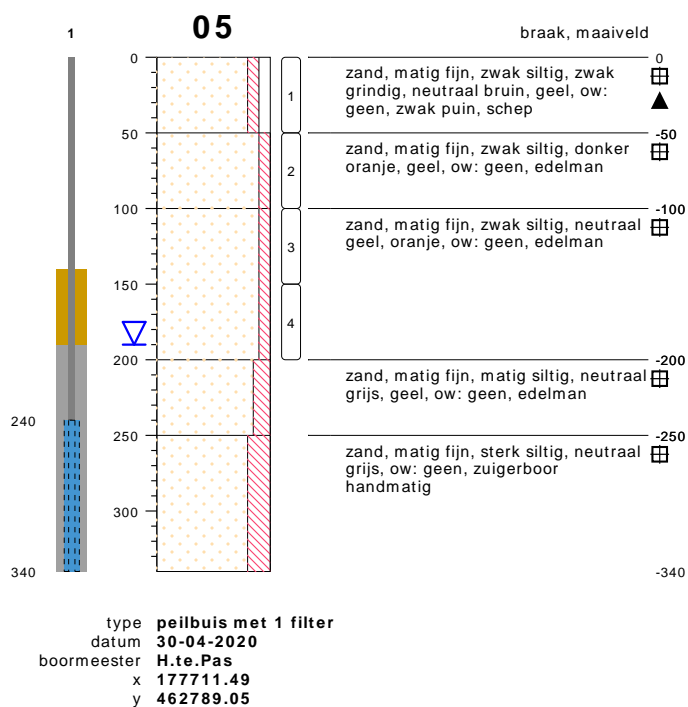 05
1
braak, maaiveld
0
0
zand, matig fijn, zwak siltig, zwak
grindig, neutraal bruin, geel, ow:
geen, zwak puin, schep
1
50
-50
zand, matig fijn, zwak siltig, donker
oranje, geel, ow: geen, edelman
2
100
-100
zand, matig fijn, zwak siltig, neutraal
geel, oranje, ow: geen, edelman
3
150
4
200
-200
zand, matig fijn, matig siltig, neutraal
grijs, geel, ow: geen, edelman
240
250
-250
zand, matig fijn, sterk siltig, neutraal
grijs, ow: geen, zuigerboor
handmatig
300
340
-340
type peilbuis met 1 filter
datum 30-04-2020
boormeester H.te.Pas
x 177711.49
y 462789.05